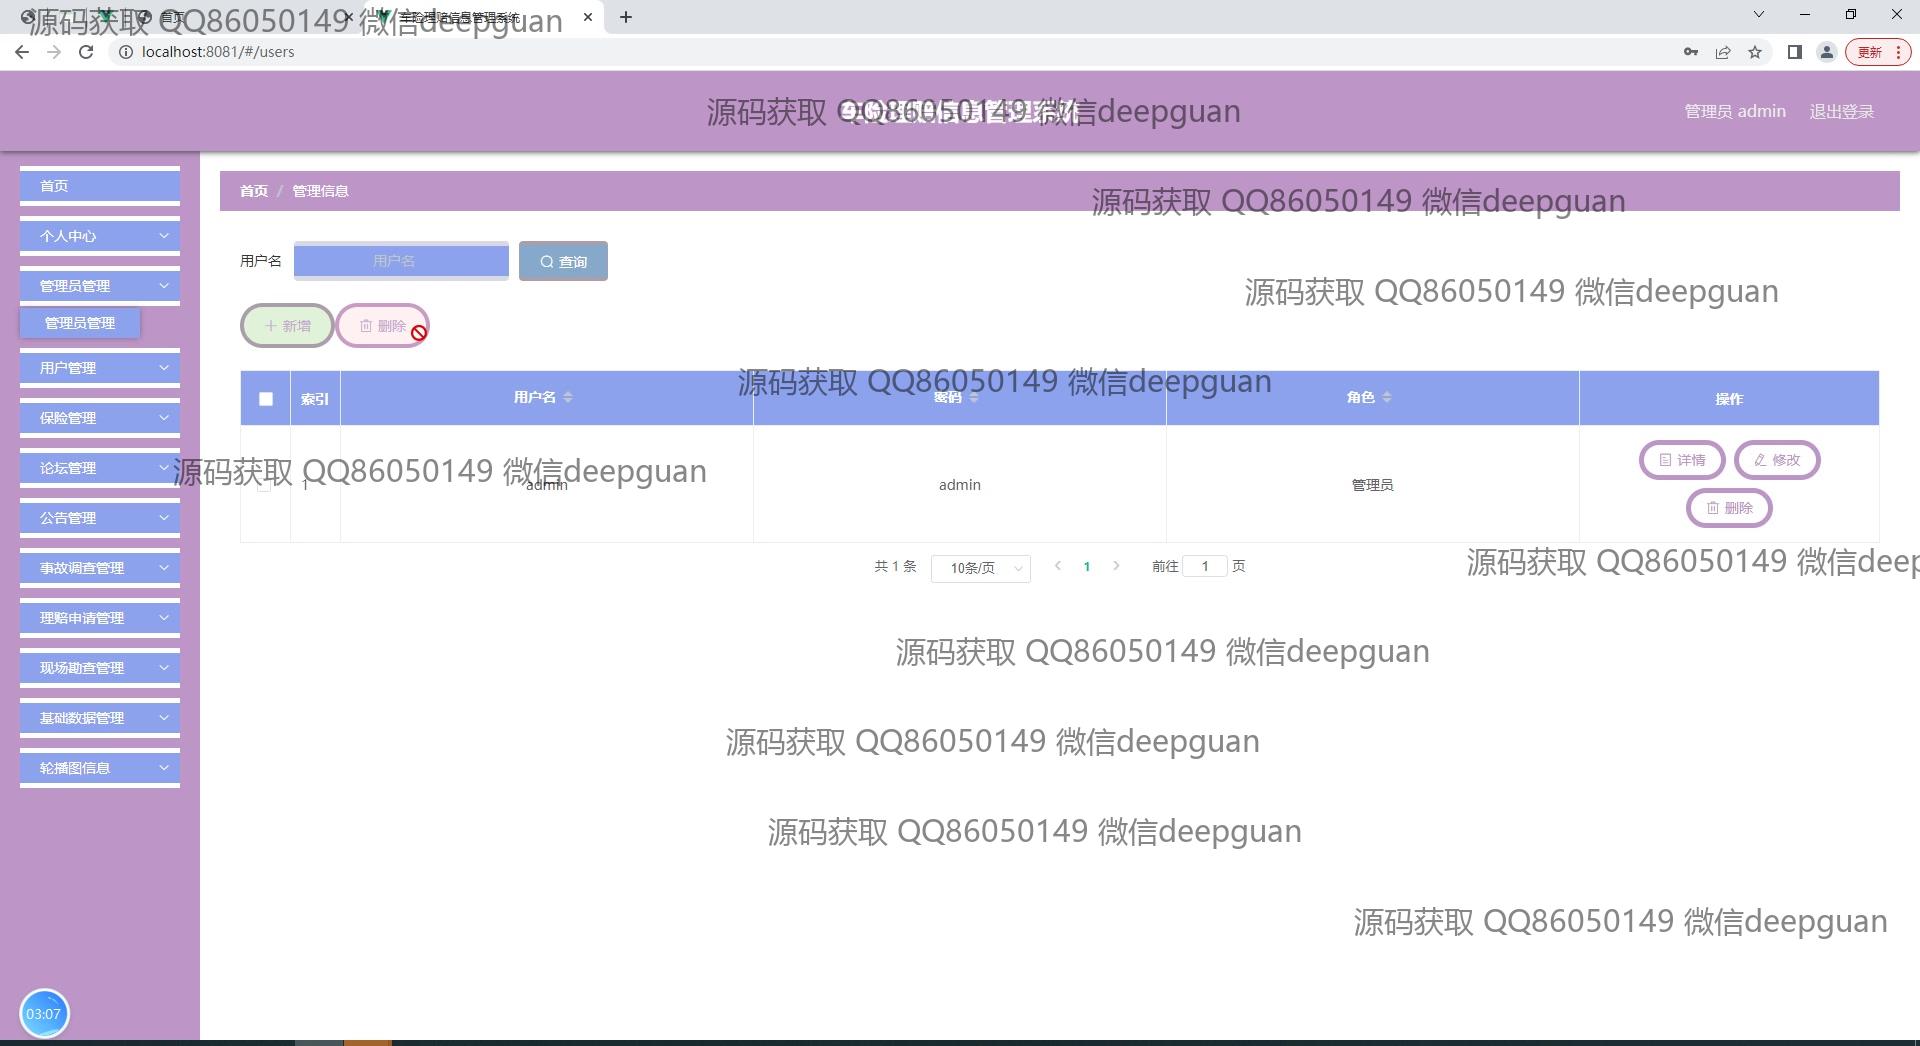 首页
车险理赔信息管理系统
源码获取 QQ86050149 微信deepguan
localhost:8081/#/users
更新
车险理赔信息管理系统
源码获取 QQ86050149 微信deepguan
管理员 admin
退出登录
首页
个人中心
管理员管理
管理员管理
用户管理
保险管理
论坛管理
公告管理
事故调查管理
理赔申请管理
现场勘查管理
基础数据管理
轮播图信息
首页 / 管理信息
源码获取 QQ86050149 微信deepguan
用户名
用户名
查询
源码获取 QQ86050149 微信deepguan
新增
删除
源码获取 QQ86050149 微信deepguan
索引 用户名 密码 角色 操作
源码获取 QQ86050149 微信deepguan
1 admin admin 管理员
详情 修改
删除
共 1 条 10条/页 1 前往 1 页
源码获取 QQ86050149 微信deep
源码获取 QQ86050149 微信deepguan
源码获取 QQ86050149 微信deepguan
源码获取 QQ86050149 微信deepguan
源码获取 QQ86050149 微信deepguan
03:07